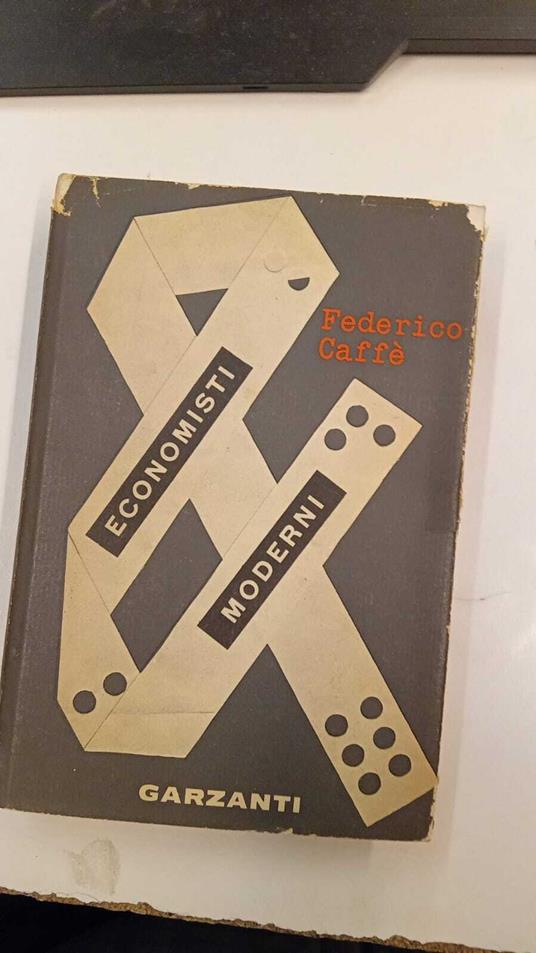 Federico
Caffè
ECONOMISTI
MODERNI
GARZANTI